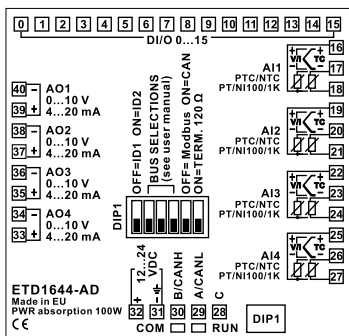 0 1 2 3 4 5 6 7 8 9 10 11 12 13 14 15
DI/O 0...15
40 – AO1
0...10 V
39 + 4...20 mA
38 – AO2
0...10 V
37 + 4...20 mA
36 – AO3
0...10 V
35 + 4...20 mA
34 – AO4
0...10 V
33 + 4...20 mA
OFF=ID1 ON=ID2
BUS SELECTIONS
(see user manual)
OFF= Modbus ON=CAN
ON=TERM. 120 Ω
DIP1
AI1
PTC/NTC
PT/NI100/1K
+ V/I – + TC –
16
17
18
AI2
PTC/NTC
PT/NI100/1K
+ V/I – + TC –
19
20
21
AI3
PTC/NTC
PT/NI100/1K
+ V/I – + TC –
22
23
24
AI4
PTC/NTC
PT/NI100/1K
+ V/I – + TC –
25
26
27
12...24
VDC
+ –
B/CANH
A/CANL
C
32 31 30 29 28
COM RUN
DIP1
ETD1644-AD
Made in EU
PWR absorption 100W
CE